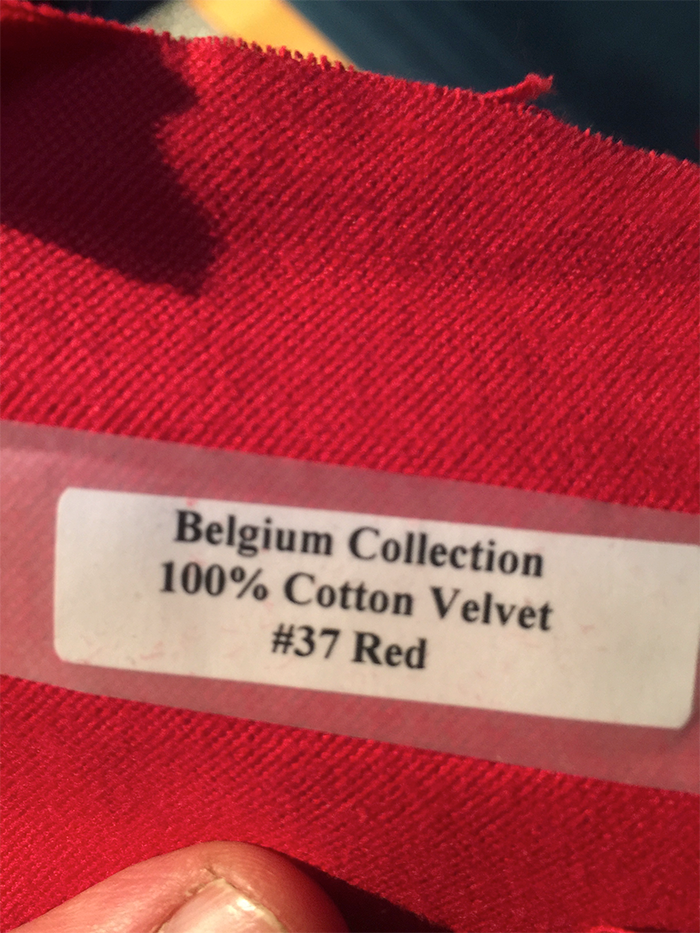 Belgium Collection
100% Cotton Velvet
#37 Red